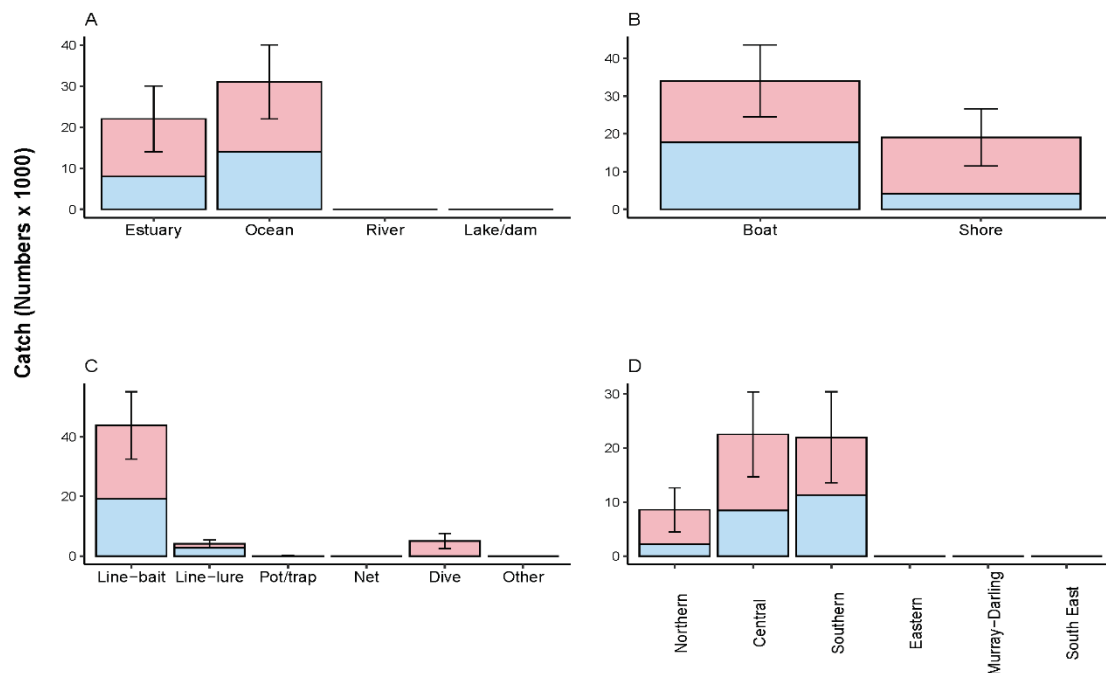 Catch (Numbers x 1000)
A
40
30
20
10
0
Estuary Ocean River Lake/dam
B
40
30
20
10
0
Boat Shore
C
40
20
0
Line-bait Line-lure Pot/trap Net Dive Other
D
30
20
10
0
Northern
Central
Southern
Eastern
Murray-Darling
South East